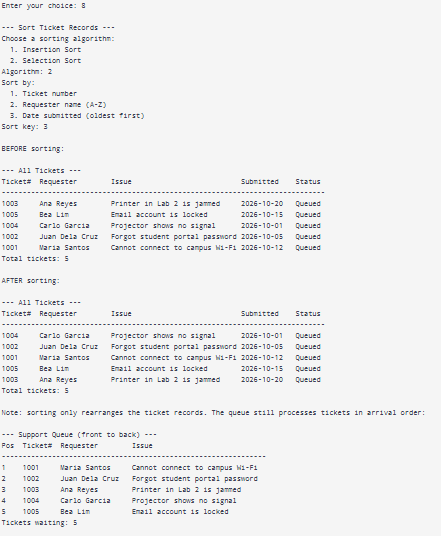 Enter your choice: 8
--- Sort Ticket Records ---
Choose a sorting algorithm:
1. Insertion Sort
2. Selection Sort
Algorithm: 2
Sort by:
1. Ticket number
2. Requester name (A-Z)
3. Date submitted (oldest first)
Sort key: 3
BEFORE sorting:
--- All Tickets ---
Ticket# Requester Issue Submitted Status
--------------------------------------------------------------------------------
1003 Ana Reyes Printer in Lab 2 is jammed 2026-10-20 Queued
1005 Bea Lim Email account is locked 2026-10-15 Queued
1004 Carlo Garcia Projector shows no signal 2026-10-01 Queued
1002 Juan Dela Cruz Forgot student portal password 2026-10-05 Queued
1001 Maria Santos Cannot connect to campus Wi-Fi 2026-10-12 Queued
Total tickets: 5
AFTER sorting:
--- All Tickets ---
Ticket# Requester Issue Submitted Status
--------------------------------------------------------------------------------
1004 Carlo Garcia Projector shows no signal 2026-10-01 Queued
1002 Juan Dela Cruz Forgot student portal password 2026-10-05 Queued
1001 Maria Santos Cannot connect to campus Wi-Fi 2026-10-12 Queued
1005 Bea Lim Email account is locked 2026-10-15 Queued
1003 Ana Reyes Printer in Lab 2 is jammed 2026-10-20 Queued
Total tickets: 5
Note: sorting only rearranges the ticket records. The queue still processes tickets in arrival order:
--- Support Queue (front to back) ---
Pos Ticket# Requester Issue
-----------------------------------------------------------------
1 1001 Maria Santos Cannot connect to campus Wi-Fi
2 1002 Juan Dela Cruz Forgot student portal password
3 1003 Ana Reyes Printer in Lab 2 is jammed
4 1004 Carlo Garcia Projector shows no signal
5 1005 Bea Lim Email account is locked
Tickets waiting: 5